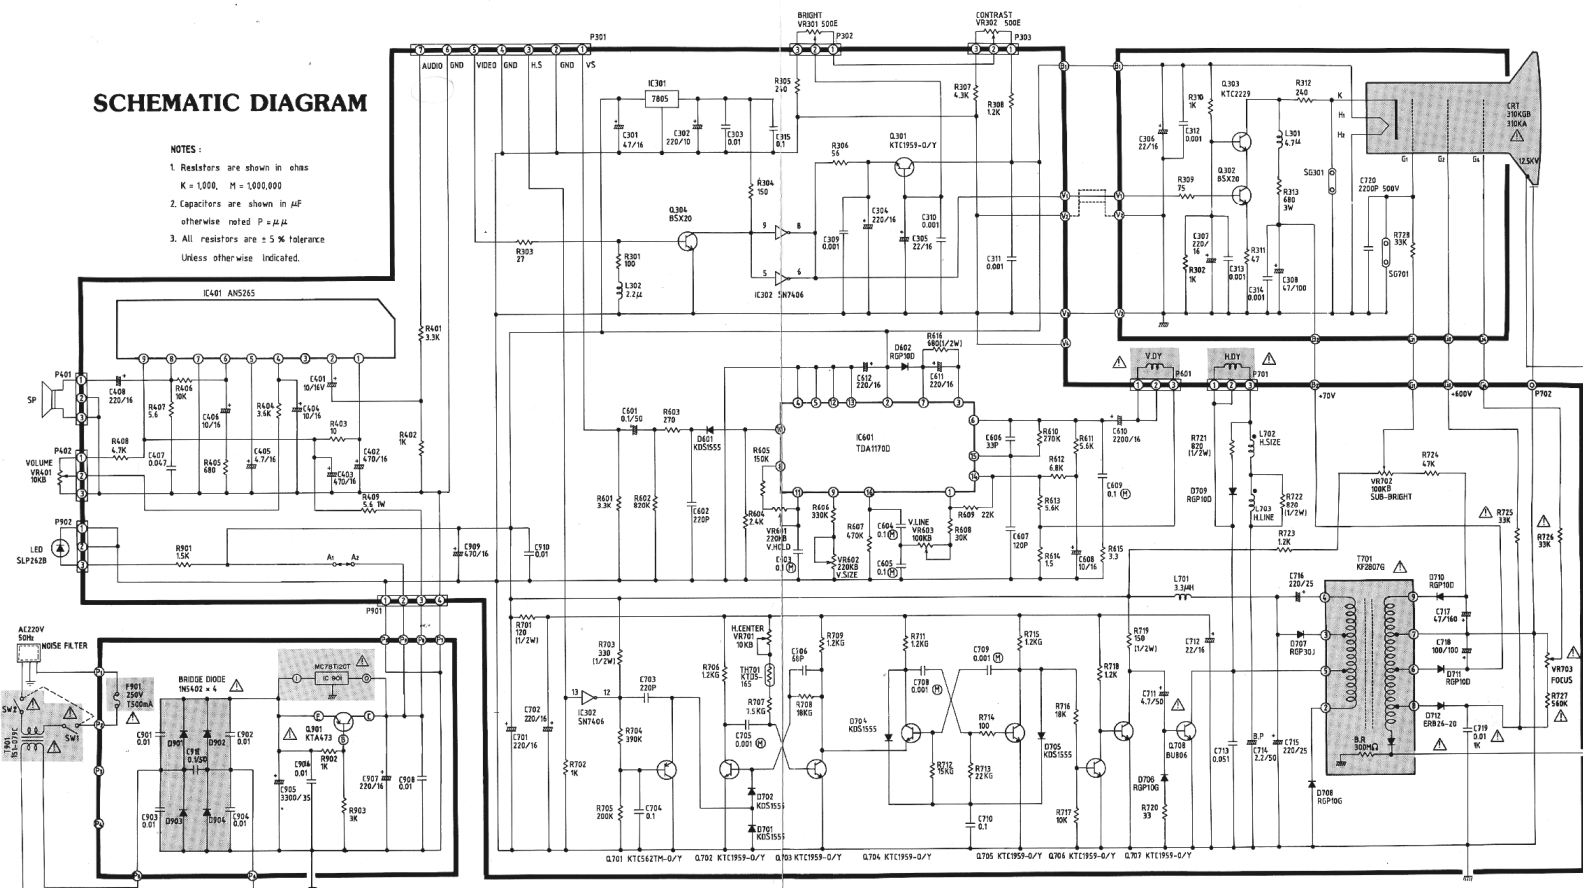 SCHEMATIC DIAGRAM
NOTES :
1. Resistors are shown in ohms
K = 1,000, M = 1,000,000
2. Capacitors are shown in µF
otherwise noted P = µµ
3. All resistors are ± 5 % tolerance
Unless otherwise Indicated.
BRIGHT
VR301 500E
P302
CONTRAST
VR302 500E
P303
P301
AUDIO GND VIDEO GND H.S GND VS
IC301
7805
C301
47/16
C302
220/10
C303
0.01
C315
0.1
R305
240
R304
150
R306
56
Q301
KTC1959-O/Y
R307
4.3K
R308
1.2K
Q304
BSX20
R303
27
R301
100
L302
2.2µ
IC302 SN7406
C309
0.001
C304
220/16
C305
22/16
C310
0.001
C311
0.001
C306
22/16
C312
0.001
R310
1K
Q303
KTC2229
R312
240
L301
4.7µ
Q302
BSX20
R309
75
R313
680
3W
C307
220/
16
R302
1K
C313
0.001
R311
47
C314
0.001
C308
47/100
SG301
K
H1
H2
G1
G2
G4
C720
2200P 500V
R728
33K
SG701
CRT
310KGB
310KA
12.5KV
IC401 AN5265
R401
3.3K
P401
SP
C408
220/16
R406
10K
R407
5.6
C406
10/16
R404
3.6K
C404
10/16
C401
10/16V
R403
10
R402
1K
P402
VOLUME
VR401
10KB
R408
4.7K
C407
0.047
R405
680
C405
4.7/16
C403
470/16
C402
470/16
R409
5.6 1W
P902
LED
SLP262B
R901
1.5K
A1
A2
C909
470/16
C910
0.01
P901
C601
0.1/50
R603
270
D601
KDS1555
R601
3.3K
R602
820K
C602
220P
R604
2.4K
R605
150K
VR601
220KB
V.HOLD
C603
0.1 (M)
D602
RGP10D
R616
680(1/2W)
C612
220/16
C611
220/16
IC601
TDA1170D
R606
330K
VR602
220KB
V.SIZE
R607
470K
C604
0.1 (M)
C605
0.1 (M)
V.LINE
VR603
100KB
R608
30K
R609 22K
C606
33P
R610
270K
R611
5.6K
R612
6.8K
C610
2200/16
C609
0.1 (M)
R613
5.6K
C607
120P
R614
1.5
C608
10/16
R615
3.3
V.DY
P601
H.DY
P701
R721
820
(1/2W)
L702
H.SIZE
D709
RGP10D
L703
H.LINE
R722
820
(1/2W)
R723
1.2K
+70V
+600V
P702
VR702
100KB
SUB-BRIGHT
R724
47K
R725
33K
R726
33K
T701
KF2807G
L701
3.3µH
C716
220/25
D707
RGP30J
D710
RGP10D
C717
47/160
C718
100/100
D711
RGP10D
D712
ERB26-20
C719
0.01
1K
VR703
FOCUS
R727
560K
B.R
300MΩ
D708
RGP10G
C713
0.051
B.P
C714
2.2/50
C715
220/25
AC220V
50Hz
NOISE FILTER
F901
250V
T500mA
SW2
SW1
BRIDGE DIODE
1N5402 × 4
C901
0.01
D901
D902
C902
0.01
C903
0.01
D903
D904
C904
0.01
MC7812CT
IC 901
Q901
KTA473
R902
1K
C905
3300/35
C907
220/16
C908
0.01
R903
3K
R701
120
(1/2W)
R703
330
(1/2W)
IC302
SN7406
C702
220/16
C701
220/16
R702
1K
R704
390K
R705
200K
C703
220P
C704
0.1
R706
1.2KG
H.CENTER
VR701
10KB
TH701
KTD5-
165
R707
7.5KG
C705
0.001 (M)
C706
68P
R709
1.2KG
R708
18KG
D702
KDS1555
D701
KDS1555
D704
KDS1555
R711
1.2KG
C708
0.001 (M)
C709
0.001 (M)
R714
100
R712
15KG
R713
22KG
C710
0.1
R715
1.2KG
D705
KDS1555
R716
18K
R717
10K
R718
1.2K
R719
150
(1/2W)
C711
4.7/50
C712
22/16
Q708
BU806
D706
RGP10G
R720
33
Q701 KTC562TM-O/Y Q702 KTC1959-O/Y Q703 KTC1959-O/Y Q704 KTC1959-O/Y Q705 KTC1959-O/Y Q706 KTC1959-O/Y Q707 KTC1959-O/Y